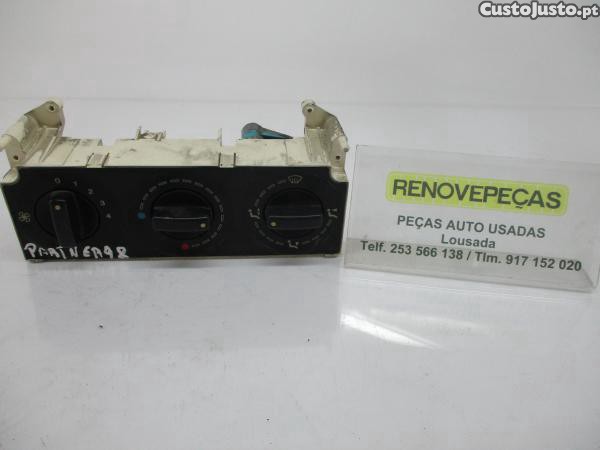 CustoJusto.pt
0
1
2
3
4
PARTNER98
RENOVEPEÇAS
PEÇAS AUTO USADAS
Lousada
Telf. 253 566 138 / Tlm. 917 152 020